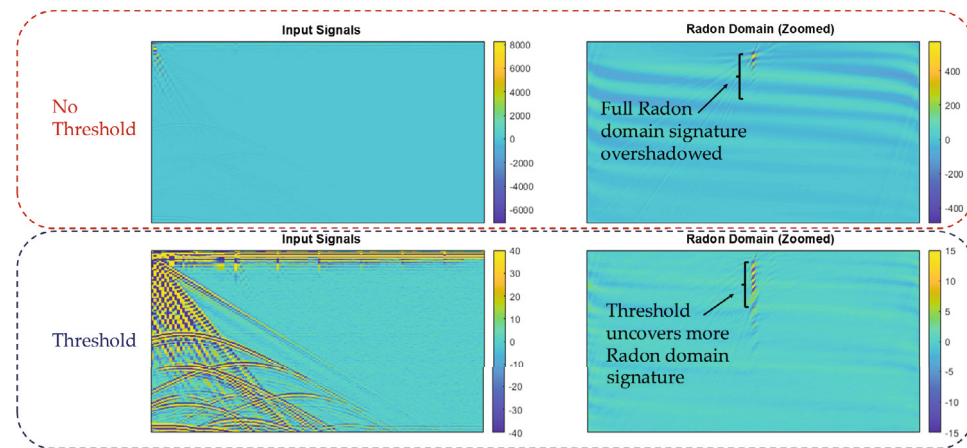 Input Signals
Radon Domain (Zoomed)
No
Threshold
8000
6000
4000
2000
0
-2000
-4000
-6000
Full Radon
domain signature
overshadowed
400
200
0
-200
-400
Input Signals
Radon Domain (Zoomed)
Threshold
40
30
20
10
0
-10
-20
-30
-40
Threshold
uncovers more
Radon domain
signature
15
10
5
0
-5
-10
-15